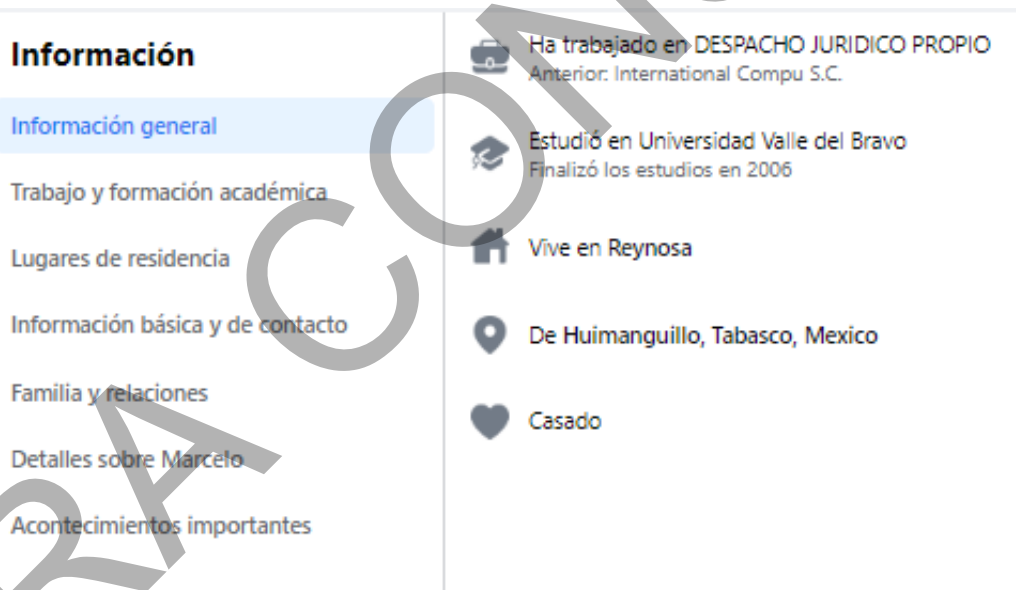 Información
Información general
Trabajo y formación académica
Lugares de residencia
Información básica y de contacto
Familia y relaciones
Detalles sobre Marcelo
Acontecimientos importantes
Ha trabajado en DESPACHO JURIDICO PROPIO
Anterior: International Compu S.C.
Estudió en Universidad Valle del Bravo
Finalizó los estudios en 2006
Vive en Reynosa
De Huimanguillo, Tabasco, Mexico
Casado
RA CON